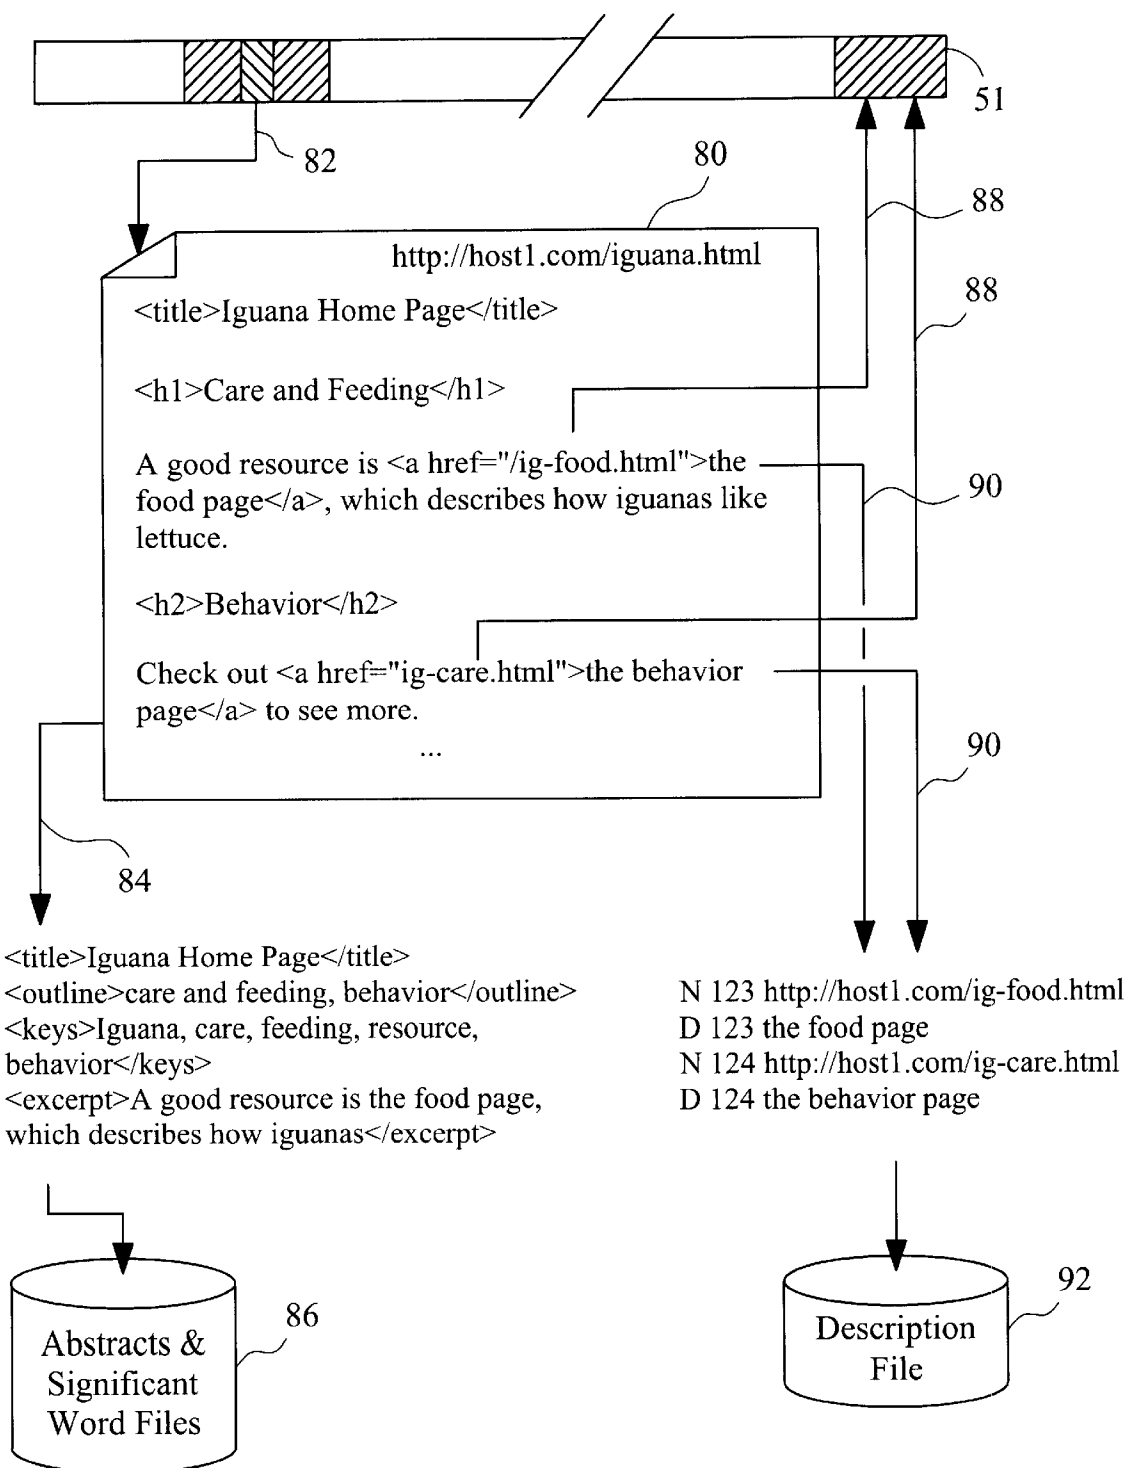 51
82
80
88
http://host1.com/iguana.html
<title>Iguana Home Page</title>
88
<h1>Care and Feeding</h1>
A good resource is <a href="/ig-food.html">the
food page</a>, which describes how iguanas like
lettuce.
90
<h2>Behavior</h2>
Check out <a href="ig-care.html">the behavior
page</a> to see more.
...
90
84
<title>Iguana Home Page</title>
<outline>care and feeding, behavior</outline>
<keys>Iguana, care, feeding, resource,
behavior</keys>
<excerpt>A good resource is the food page,
which describes how iguanas</excerpt>
N 123 http://host1.com/ig-food.html
D 123 the food page
N 124 http://host1.com/ig-care.html
D 124 the behavior page
86
Abstracts &
Significant
Word Files
92
Description
File